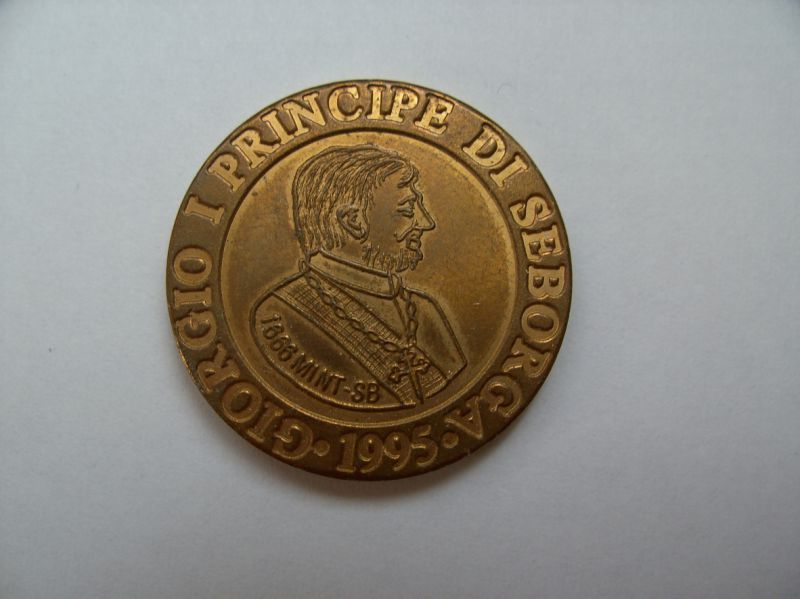 GIORGIO I PRINCIPE DI SEBORGA
• 1995 •
1666 MINT-SB